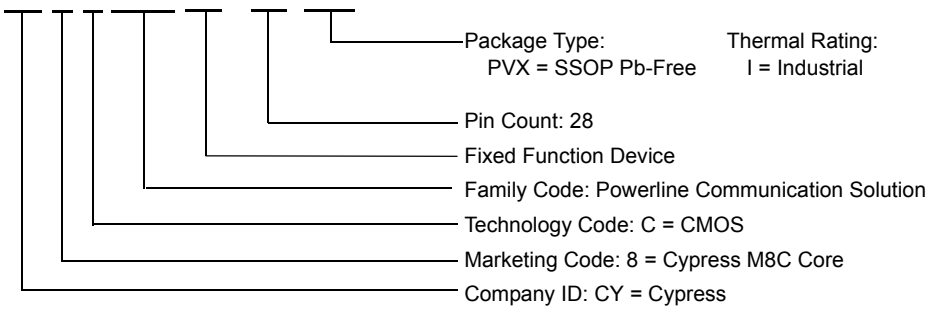 Package Type: Thermal Rating:
PVX = SSOP Pb-Free I = Industrial
Pin Count: 28
Fixed Function Device
Family Code: Powerline Communication Solution
Technology Code: C = CMOS
Marketing Code: 8 = Cypress M8C Core
Company ID: CY = Cypress